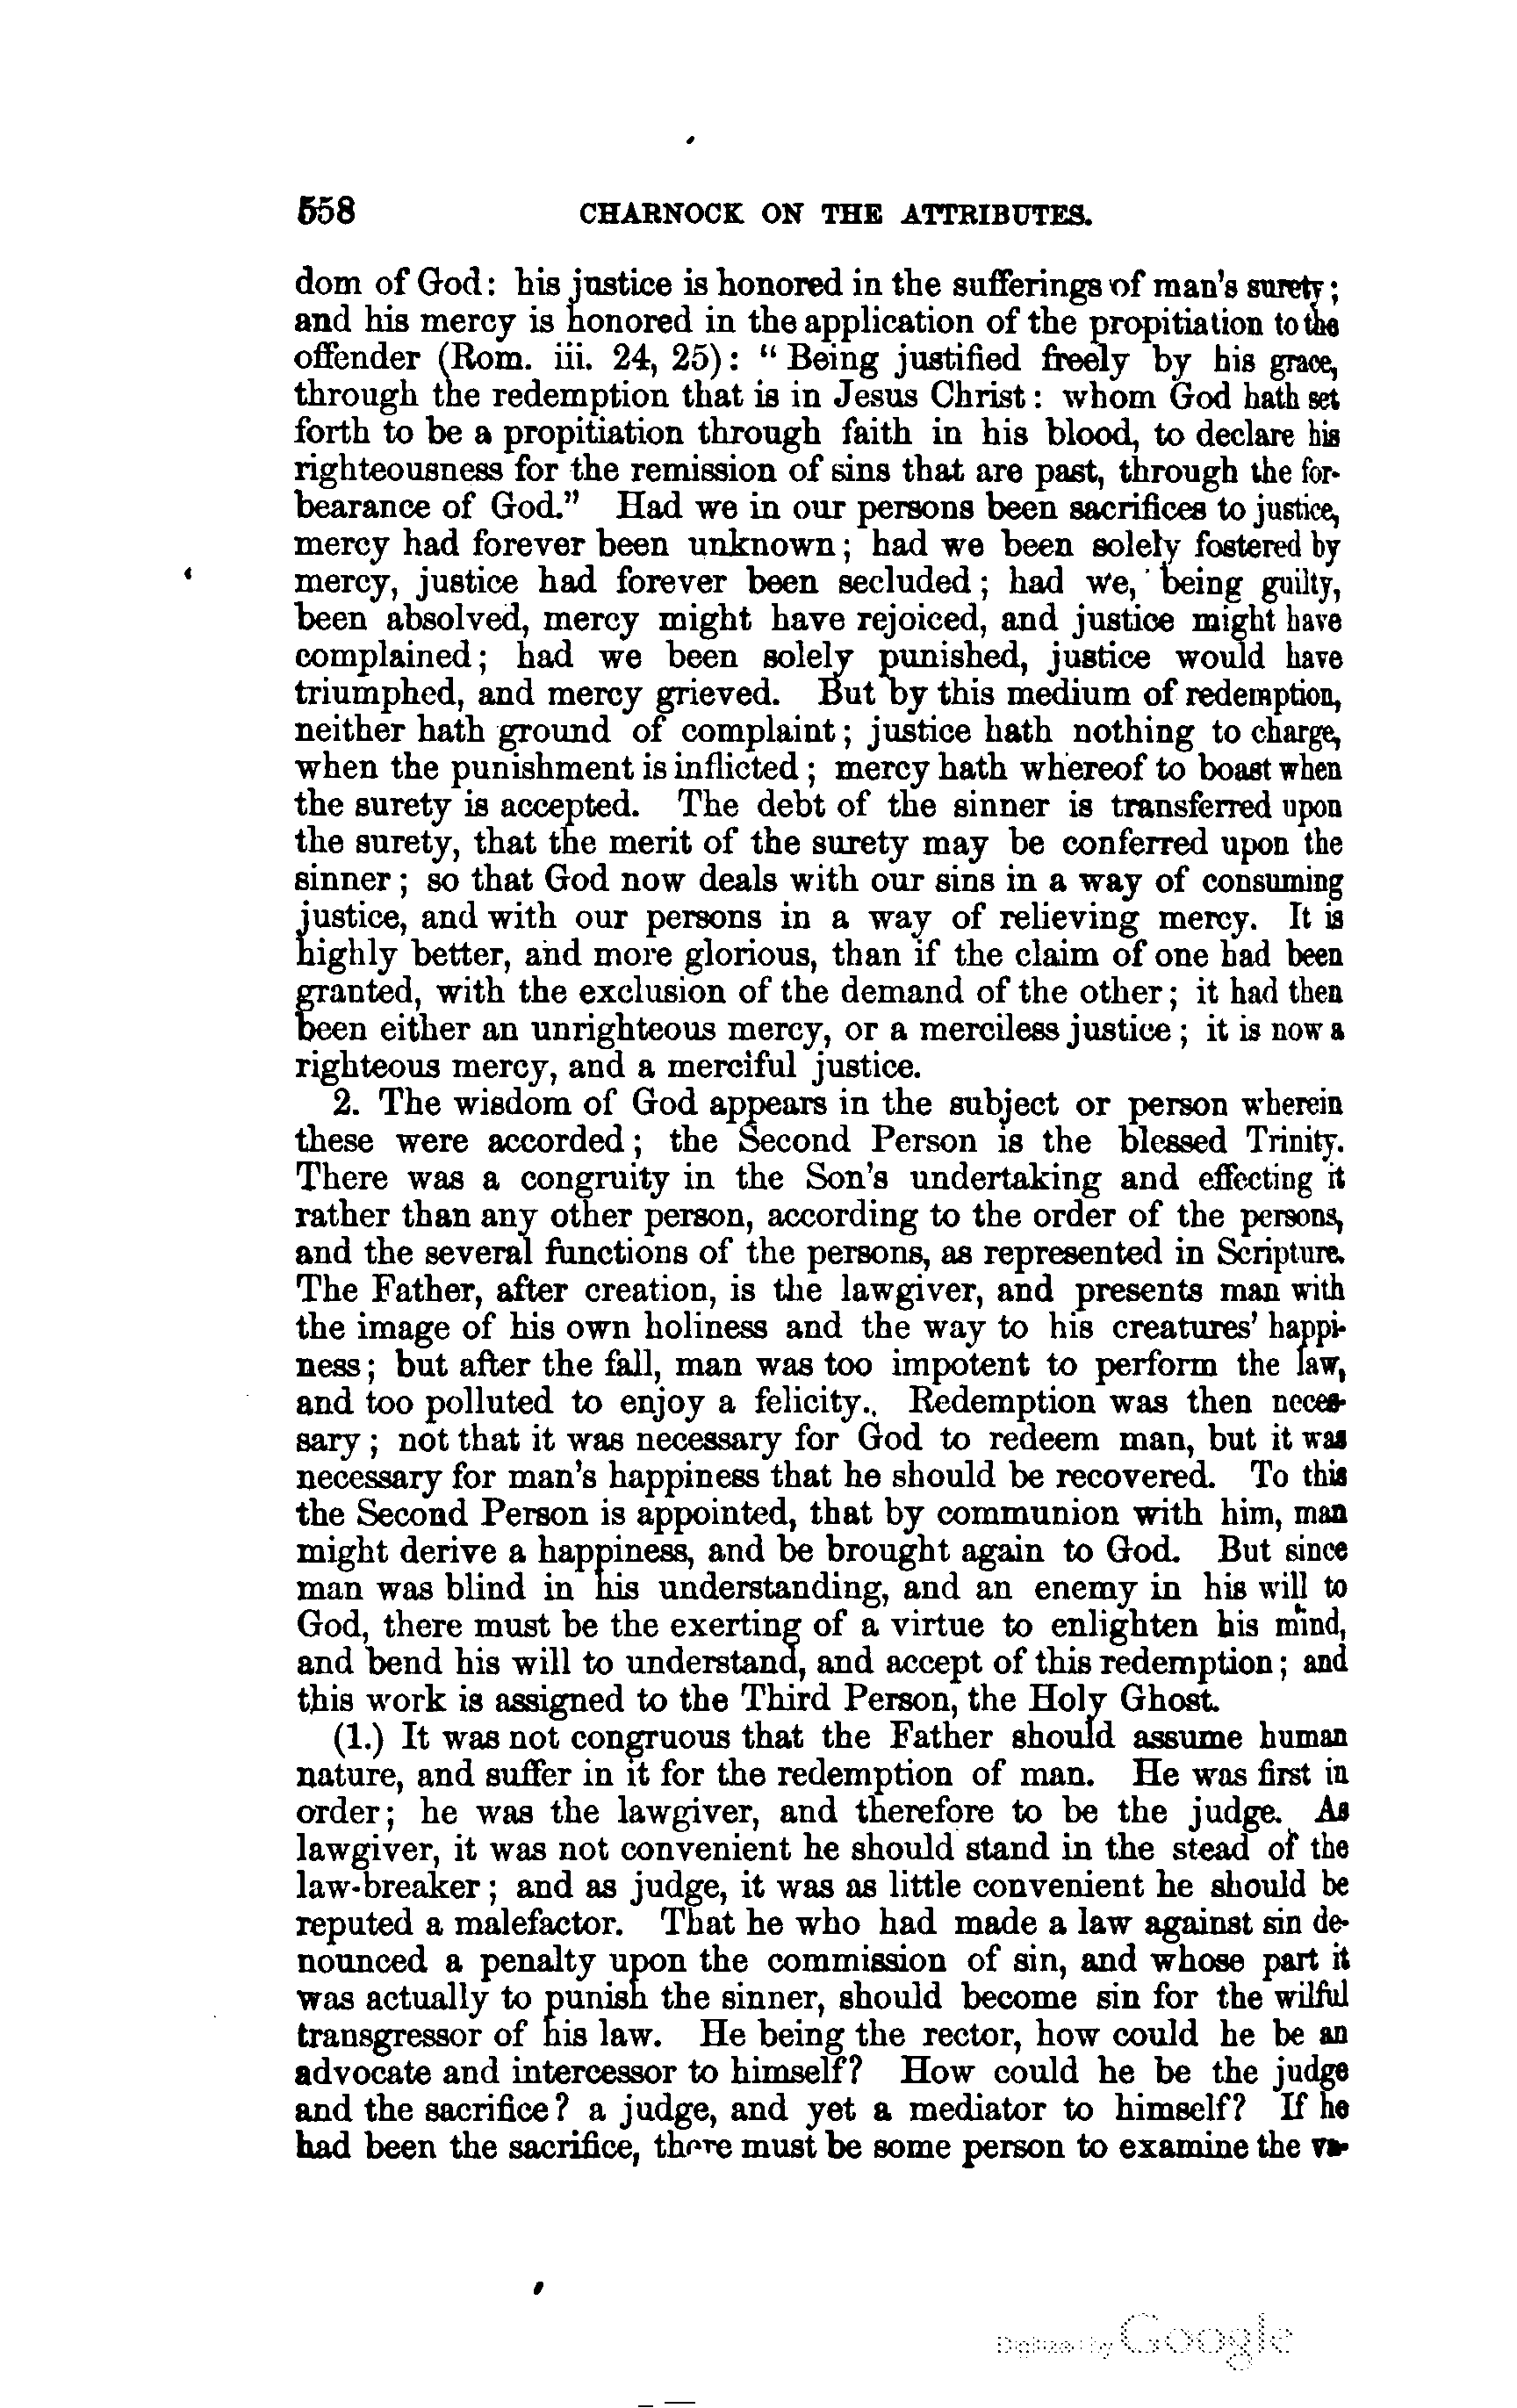 558 CHARNOCK ON THE ATTRIBUTES.
dom of God: his justice is honored in the sufferings of man's surety;
and his mercy is honored in the application of the propitiation to the
offender (Rom. iii. 24, 25): "Being justified freely by his grace,
through the redemption that is in Jesus Christ: whom God hath set
forth to be a propitiation through faith in his blood, to declare his
righteousness for the remission of sins that are past, through the for-
bearance of God." Had we in our persons been sacrifices to justice,
mercy had forever been unknown; had we been solely fostered by
mercy, justice had forever been secluded; had we, being guilty,
been absolved, mercy might have rejoiced, and justice might have
complained; had we been solely punished, justice would have
triumphed, and mercy grieved. But by this medium of redemption,
neither hath ground of complaint; justice hath nothing to charge,
when the punishment is inflicted; mercy hath whereof to boast when
the surety is accepted. The debt of the sinner is transferred upon
the surety, that the merit of the surety may be conferred upon the
sinner; so that God now deals with our sins in a way of consuming
justice, and with our persons in a way of relieving mercy. It is
highly better, and more glorious, than if the claim of one had been
granted, with the exclusion of the demand of the other; it had then
been either an unrighteous mercy, or a merciless justice; it is now a
righteous mercy, and a merciful justice.
2. The wisdom of God appears in the subject or person wherein
these were accorded; the Second Person is the blessed Trinity.
There was a congruity in the Son's undertaking and effecting it
rather than any other person, according to the order of the persons,
and the several functions of the persons, as represented in Scripture.
The Father, after creation, is the lawgiver, and presents man with
the image of his own holiness and the way to his creatures' happi-
ness; but after the fall, man was too impotent to perform the law,
and too polluted to enjoy a felicity.. Redemption was then neces-
sary; not that it was necessary for God to redeem man, but it was
necessary for man's happiness that he should be recovered. To this
the Second Person is appointed, that by communion with him, man
might derive a happiness, and be brought again to God. But since
man was blind in his understanding, and an enemy in his will to
God, there must be the exerting of a virtue to enlighten his mind,
and bend his will to understand, and accept of this redemption; and
this work is assigned to the Third Person, the Holy Ghost.
(1.) It was not congruous that the Father should assume human
nature, and suffer in it for the redemption of man. He was first in
order; he was the lawgiver, and therefore to be the judge. As
lawgiver, it was not convenient he should stand in the stead of the
law-breaker; and as judge, it was as little convenient he should be
reputed a malefactor. That he who had made a law against sin de-
nounced a penalty upon the commission of sin, and whose part it
was actually to punish the sinner, should become sin for the wilful
transgressor of his law. He being the rector, how could he be an
advocate and intercessor to himself? How could he be the judge
and the sacrifice? a judge, and yet a mediator to himself? If he
had been the sacrifice, there must be some person to examine the va-
Digitized by Google